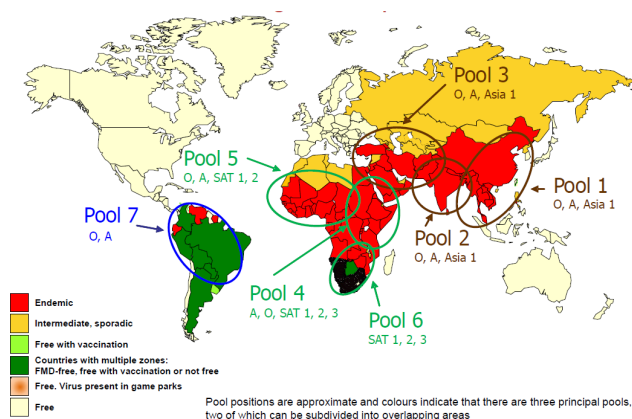 Pool 3
O, A, Asia 1
Pool 5
O, A, SAT 1, 2
Pool 1
O, A, Asia 1
Pool 7
O, A
Pool 2
O, A, Asia 1
Pool 4
A, O, SAT 1, 2, 3
Pool 6
SAT 1, 2, 3
Endemic
Intermediate, sporadic
Free with vaccination
Countries with multiple zones:
FMD-free, free with vaccination or not free
Free. Virus present in game parks
Free
Pool positions are approximate and colours indicate that there are three principal pools,
two of which can be subdivided into overlapping areas